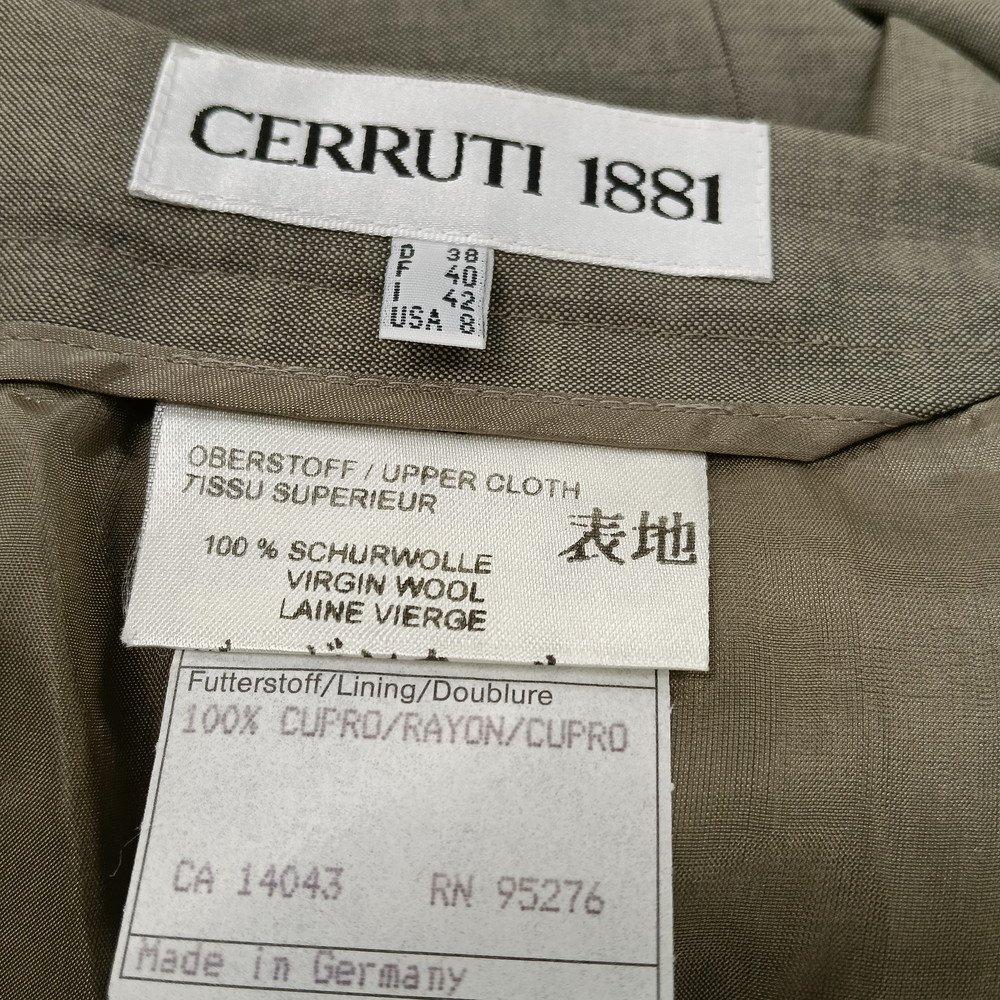 CERRUTI 1881
D 38
F 40
I 42
USA 8
OBERSTOFF / UPPER CLOTH
TISSU SUPERIEUR
表地
100 % SCHURWOLLE
VIRGIN WOOL
LAINE VIERGE
Futterstoff/Lining/Doublure
100% CUPRO/RAYON/CUPRO
CA 14043 RN 95276
Made in Germany